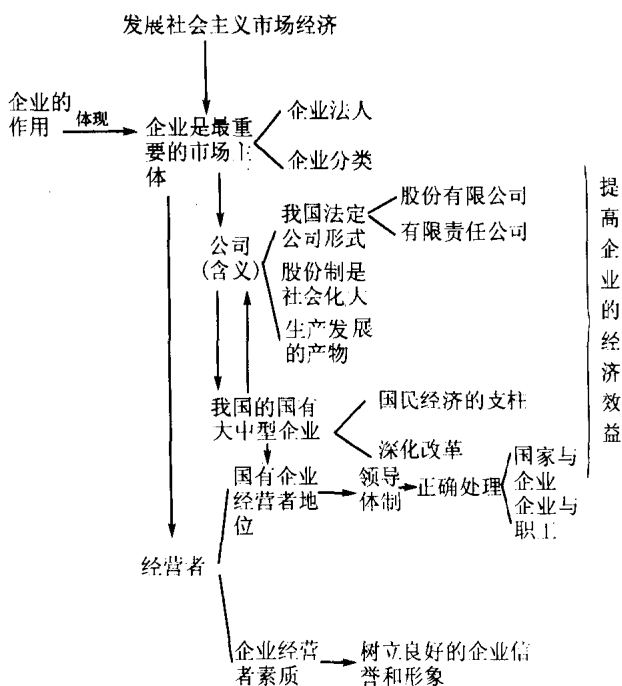 发展社会主义市场经济
企业的
作用
体现
企业是最重
要的市场主
体
企业法人
企业分类
公司
(含义)
我国法定
公司形式
股份有限公司
有限责任公司
股份制是
社会化大
生产发展
的产物
我国的国有
大中型企业
国民经济的支柱
深化改革
国有企业
经营者地
位
领导
体制
正确处理
国家与
企业
企业与
职工
经营者
企业经营
者素质
树立良好的企业信
誉和形象
提
高
企
业
的
经
济
效
益